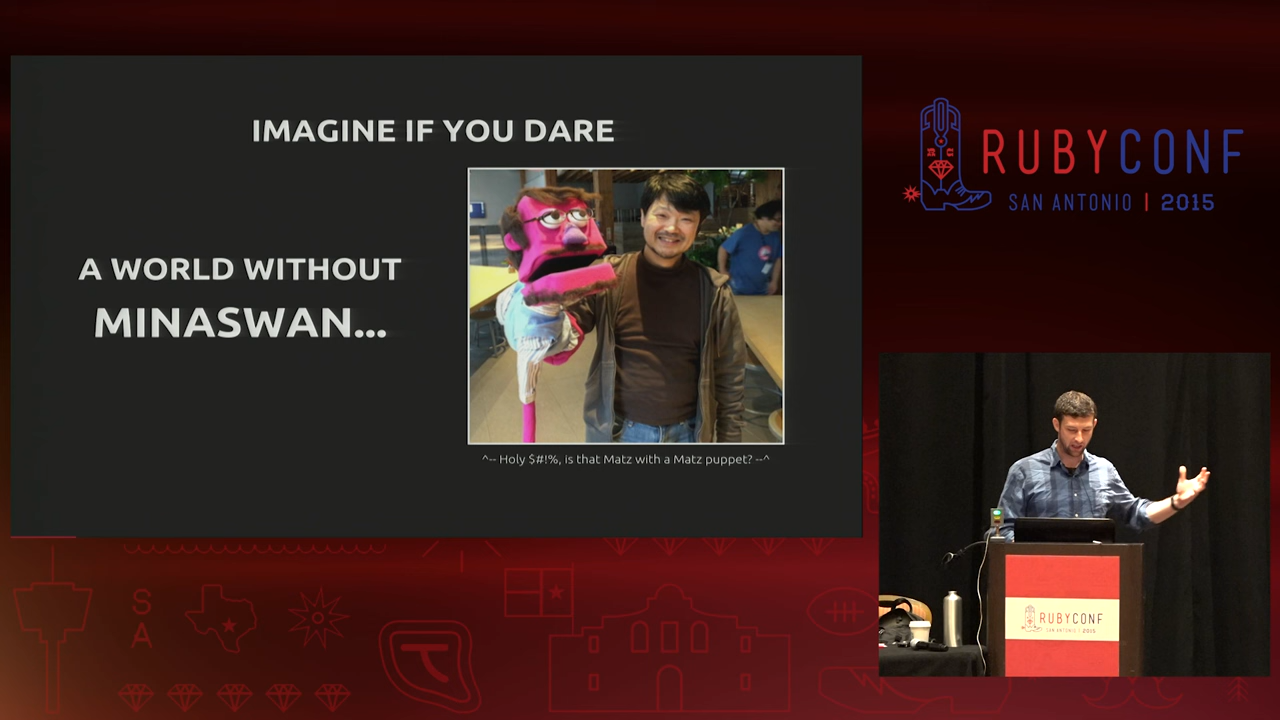 IMAGINE IF YOU DARE
A WORLD WITHOUT
MINASWAN...
^-- Holy $#!%, is that Matz with a Matz puppet? --^
RUBYCONF
SAN ANTONIO | 2015
S
A
RUBYCONF
SAN ANTONIO | 2015